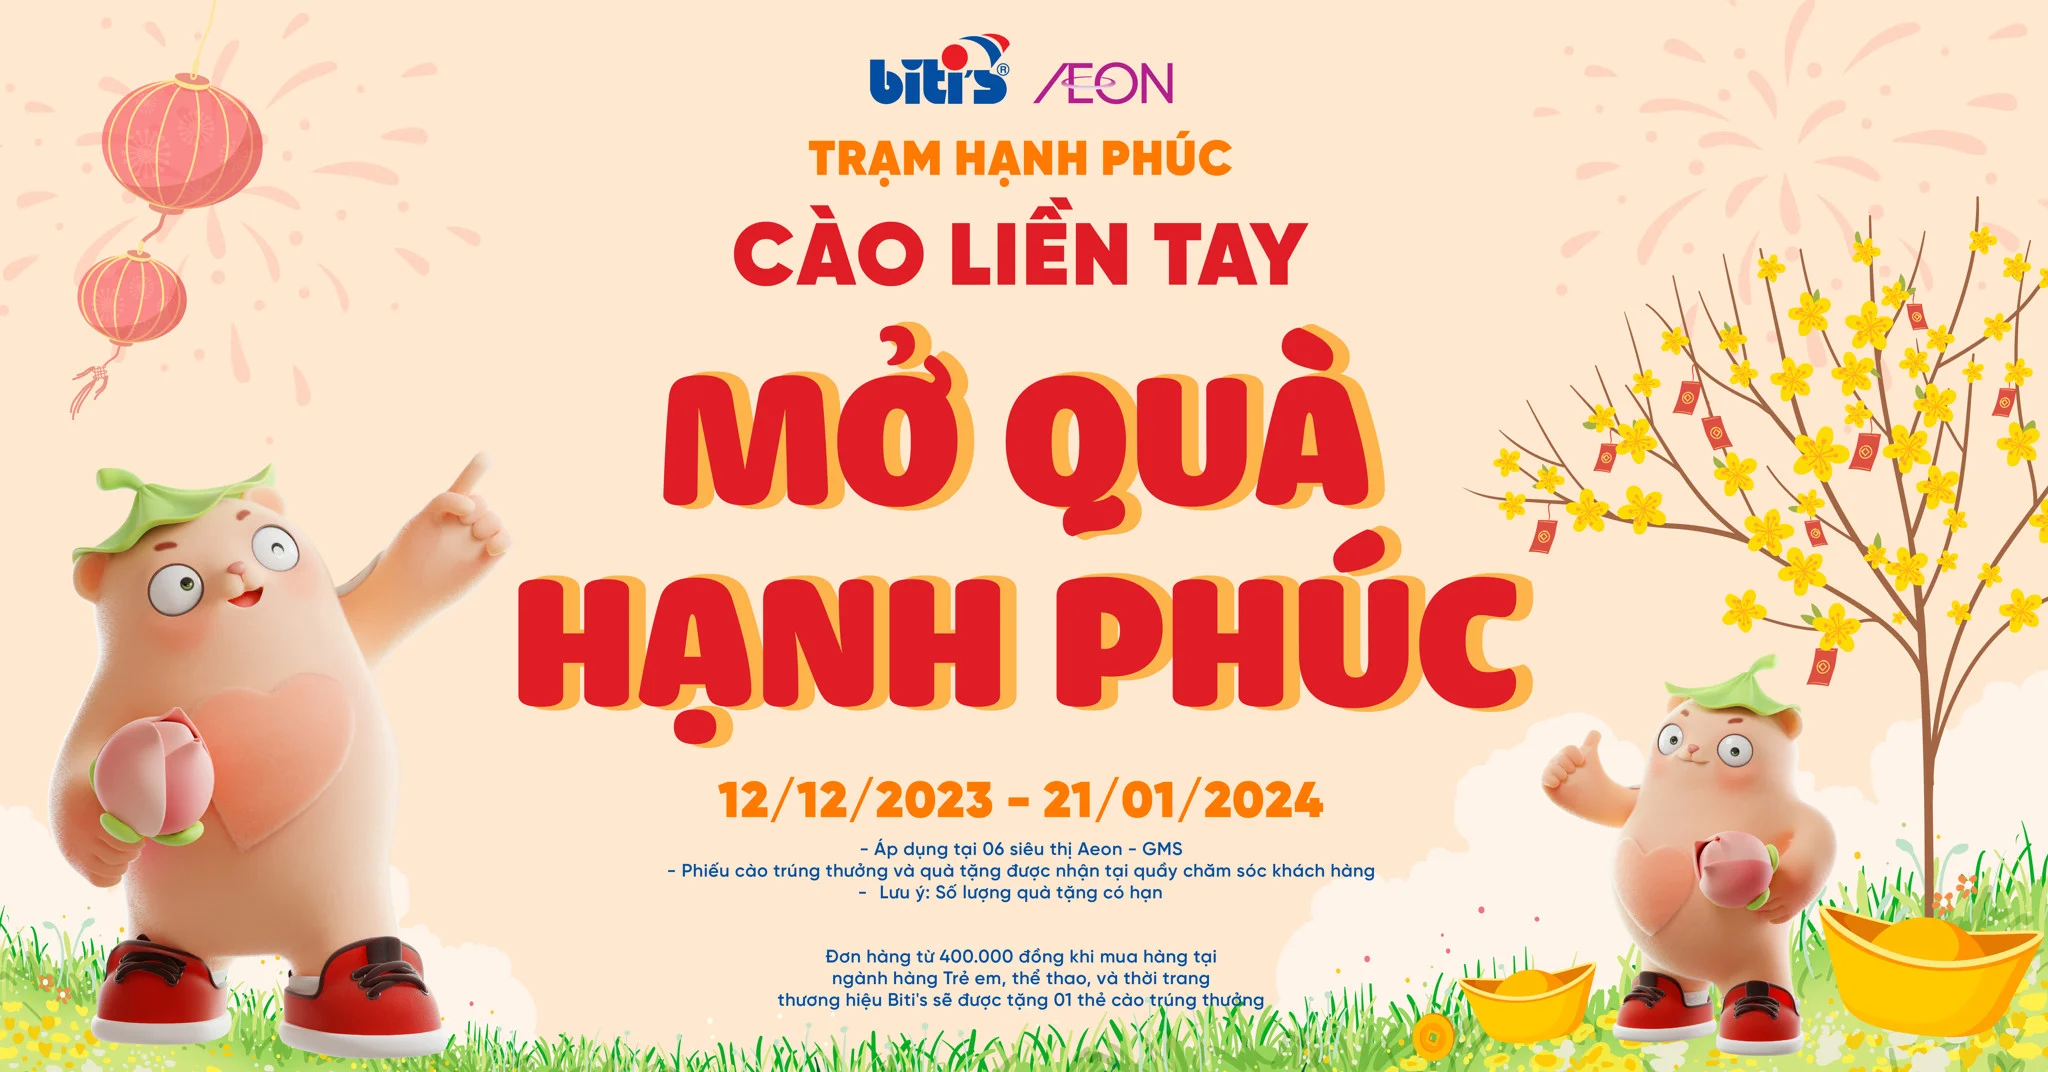 biti's® ÆON
TRẠM HẠNH PHÚC
CÀO LIỀN TAY
MỞ QUÀ
HẠNH PHÚC
12/12/2023 - 21/01/2024
- Áp dụng tại 06 siêu thị Aeon - GMS
- Phiếu cào trúng thưởng và quà tặng được nhận tại quầy chăm sóc khách hàng
- Lưu ý: Số lượng quà tặng có hạn
Đơn hàng từ 400.000 đồng khi mua hàng tại
ngành hàng Trẻ em, thể thao, và thời trang
thương hiệu Biti's sẽ được tặng 01 thẻ cào trúng thưởng